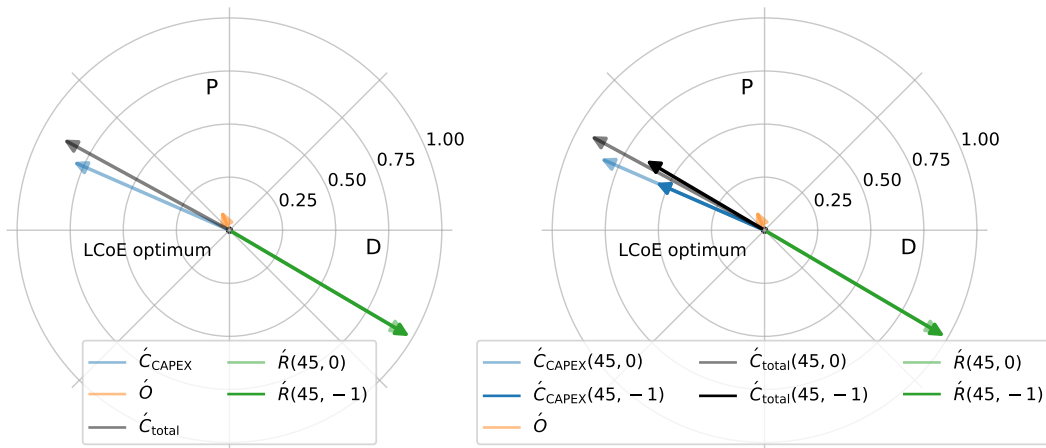 P
1.00
0.75
0.50
0.25
LCoE optimum
D
Ć_CAPEX
Ó
Ć_total
Ŕ(45, 0)
Ŕ(45, −1)
P
1.00
0.75
0.50
0.25
LCoE optimum
D
Ć_CAPEX(45, 0)
Ć_CAPEX(45, −1)
Ó
Ć_total(45, 0)
Ć_total(45, −1)
Ŕ(45, 0)
Ŕ(45, −1)